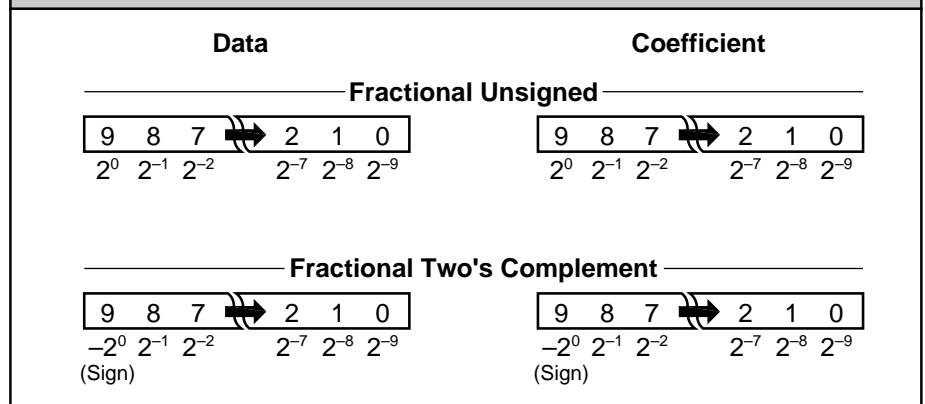 Data Coefficient
Fractional Unsigned
9 8 7 2 1 0 9 8 7 2 1 0
2⁰ 2⁻¹ 2⁻² 2⁻⁷ 2⁻⁸ 2⁻⁹ 2⁰ 2⁻¹ 2⁻² 2⁻⁷ 2⁻⁸ 2⁻⁹
Fractional Two's Complement
9 8 7 2 1 0 9 8 7 2 1 0
–2⁰ 2⁻¹ 2⁻² 2⁻⁷ 2⁻⁸ 2⁻⁹ –2⁰ 2⁻¹ 2⁻² 2⁻⁷ 2⁻⁸ 2⁻⁹
(Sign) (Sign)